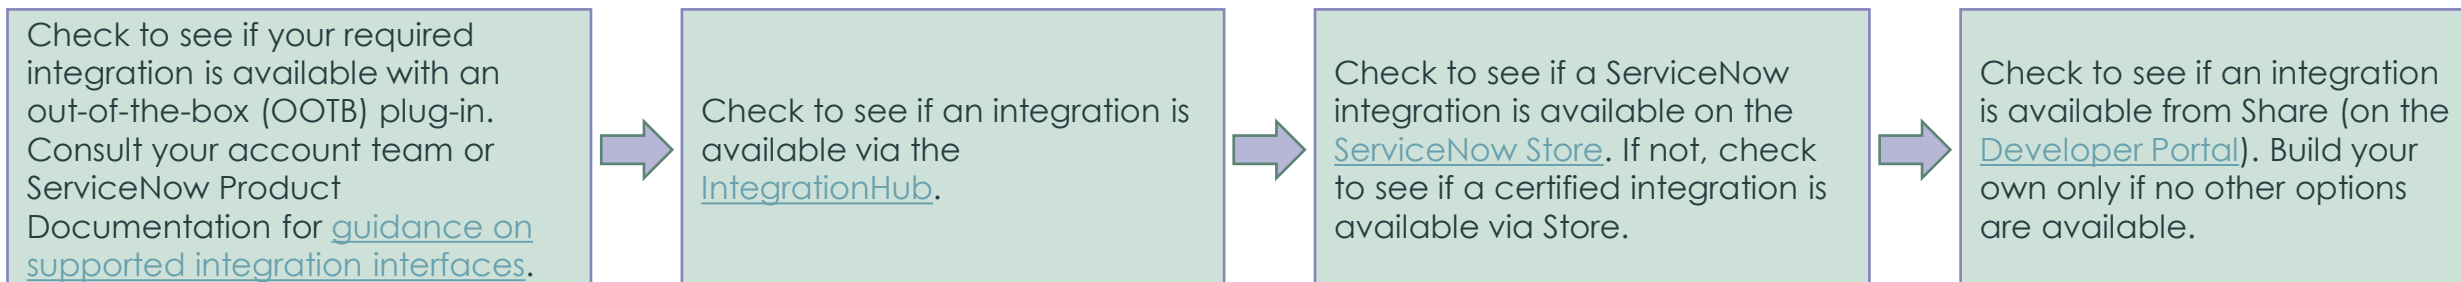 Check to see if your required
integration is available with an
out-of-the-box (OOTB) plug-in.
Consult your account team or
ServiceNow Product
Documentation for guidance on
supported integration interfaces.
Check to see if an integration is
available via the
IntegrationHub.
Check to see if a ServiceNow
integration is available on the
ServiceNow Store. If not, check
to see if a certified integration is
available via Store.
Check to see if an integration
is available from Share (on the
Developer Portal). Build your
own only if no other options
are available.